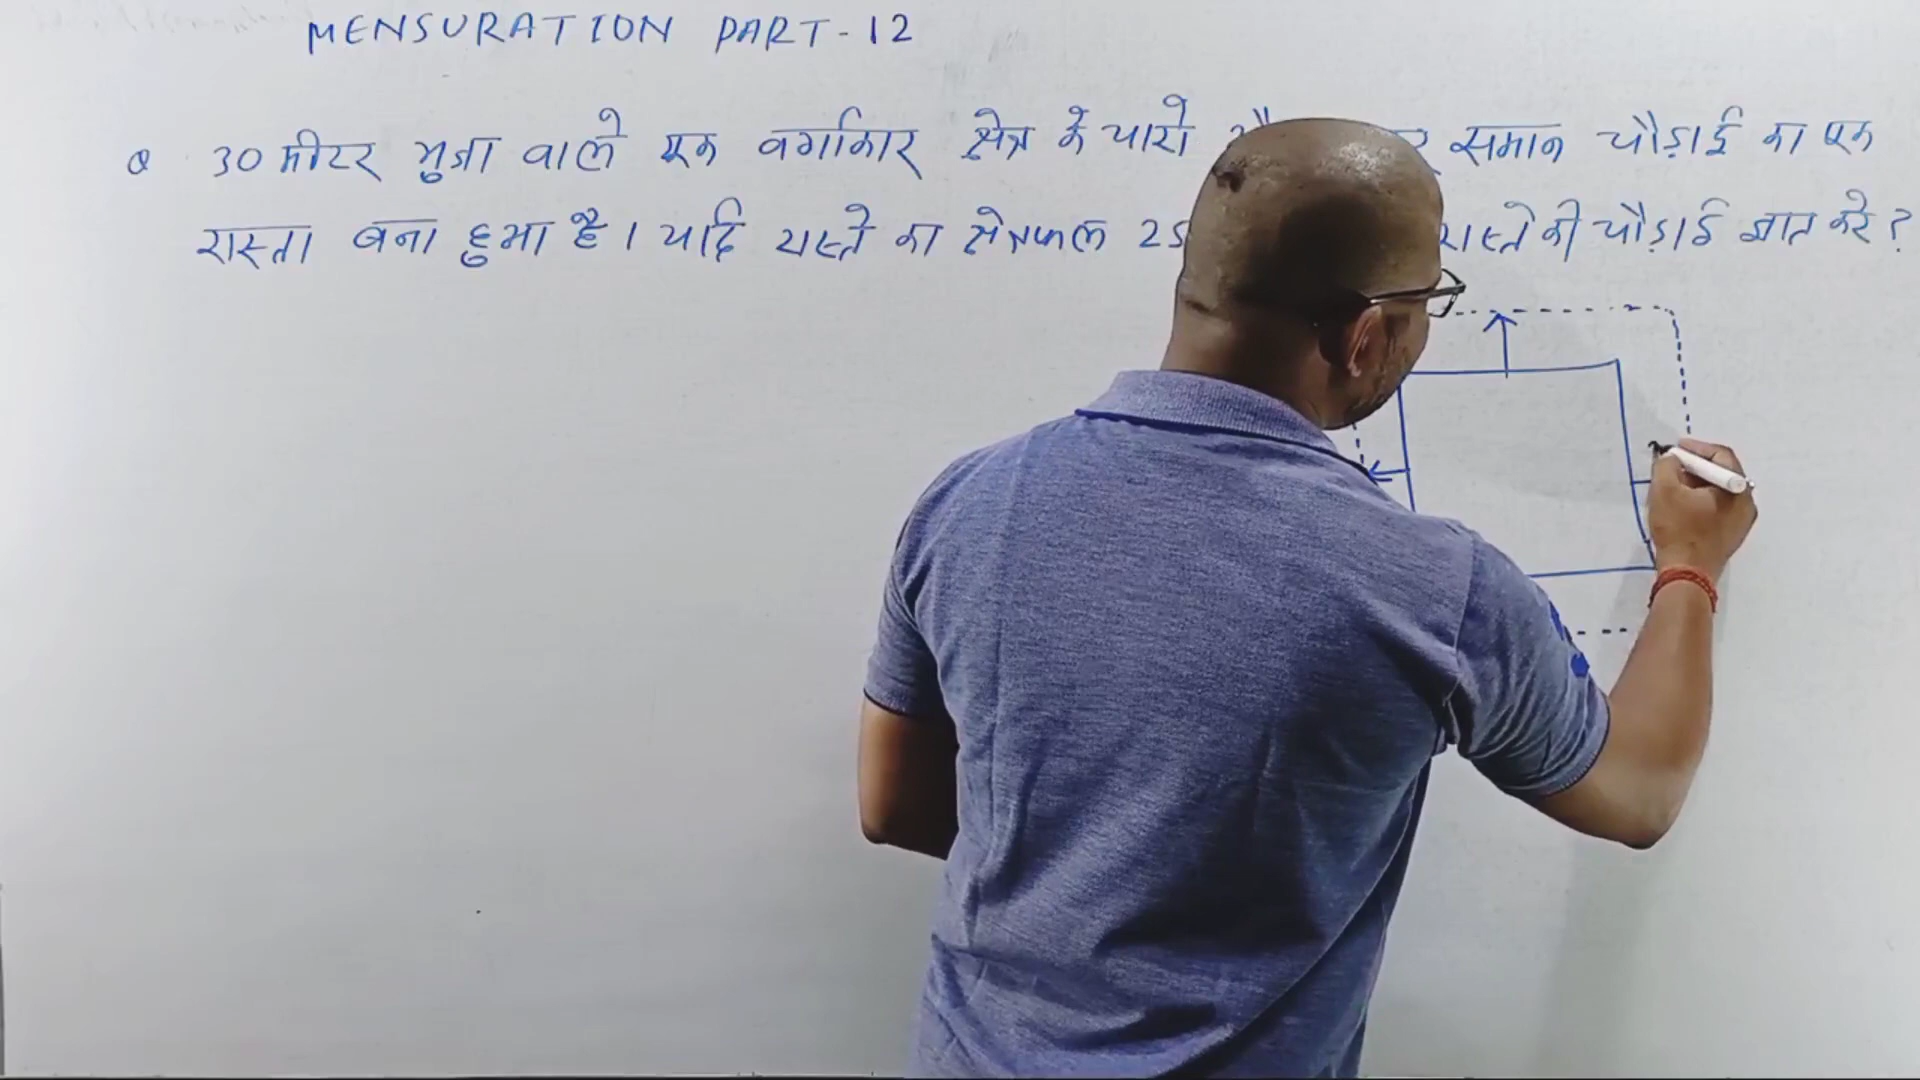 MENSURATION PART-12
Q 30 मीटर भुजा वाले एक वर्गाकार क्षेत्र के चारो समान चौड़ाई का एक
रास्ता बना हुआ है। यदि रास्ते का क्षेत्रफल रास्ते की चौड़ाई ज्ञात करे?